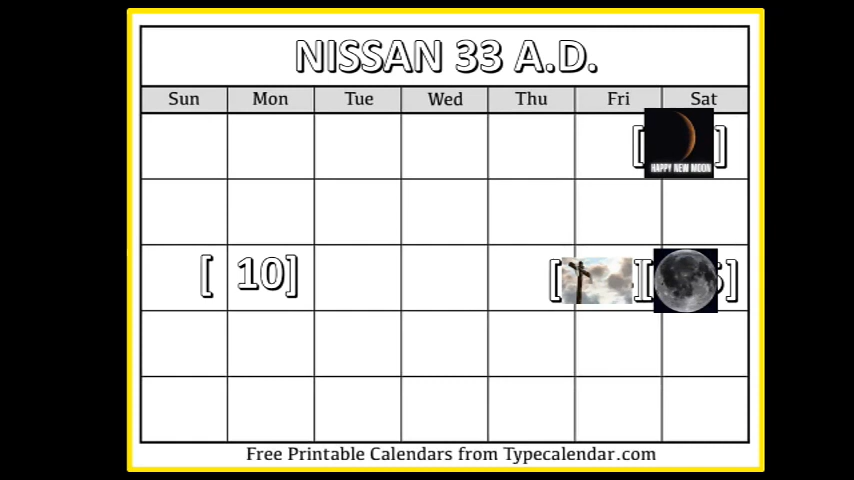 NISSAN 33 A.D.
Sun Mon Tue Wed Thu Fri Sat
[ ]
HAPPY NEW MOON
[ 10] [ ][ ]
Free Printable Calendars from Typecalendar.com